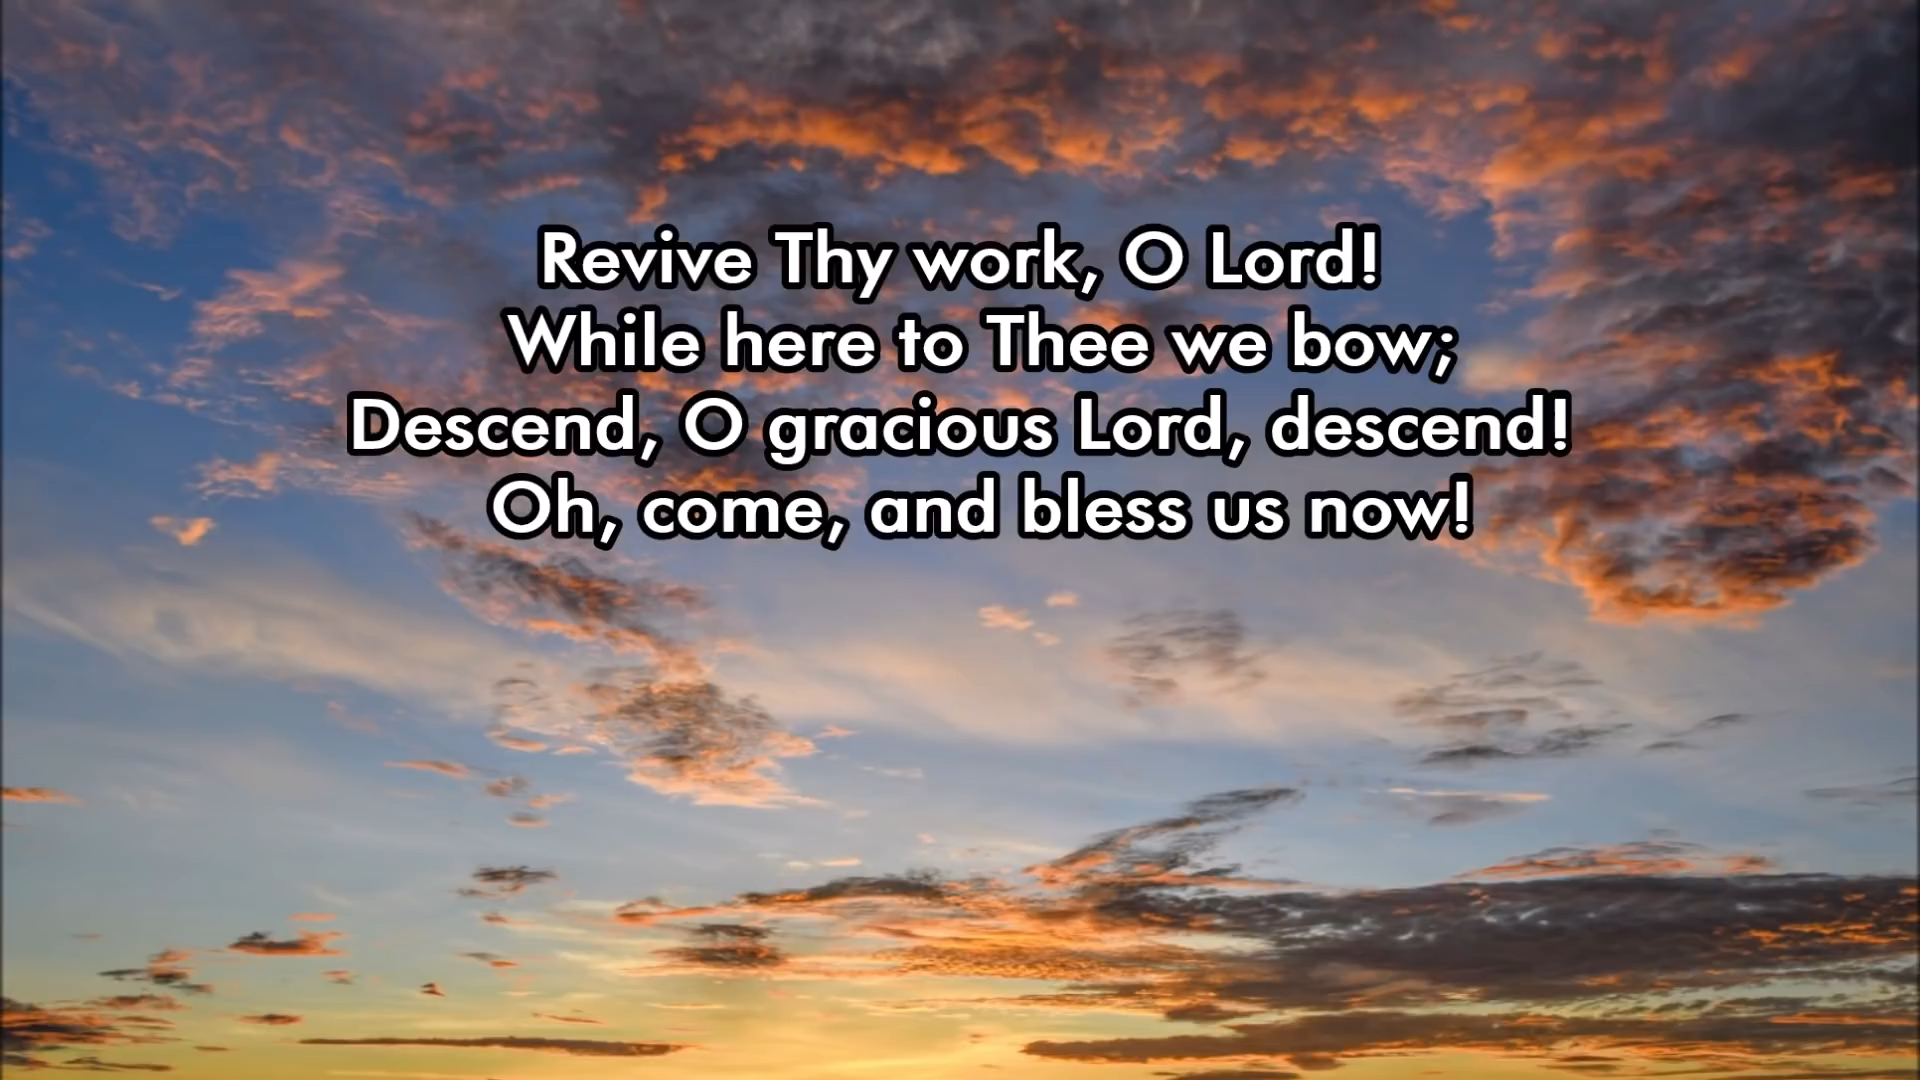 Revive Thy work, O Lord!
While here to Thee we bow;
Descend, O gracious Lord, descend!
Oh, come, and bless us now!